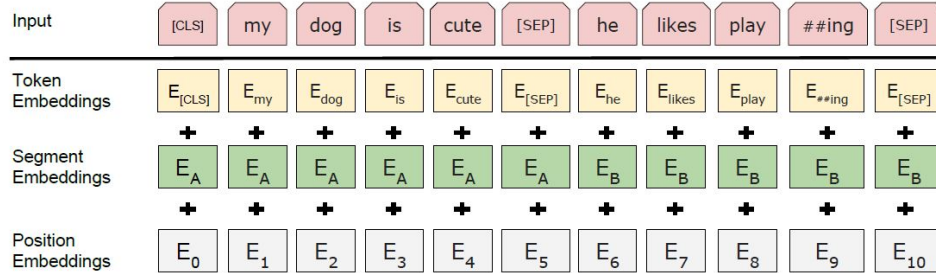 Input [CLS] my dog is cute [SEP] he likes play ##ing [SEP]
Token
Embeddings
E[CLS] Emy Edog Eis Ecute E[SEP] Ehe Elikes Eplay E##ing E[SEP]
+ + + + + + + + + + +
Segment
Embeddings
EA EA EA EA EA EA EB EB EB EB EB
+ + + + + + + + + + +
Position
Embeddings
E0 E1 E2 E3 E4 E5 E6 E7 E8 E9 E10